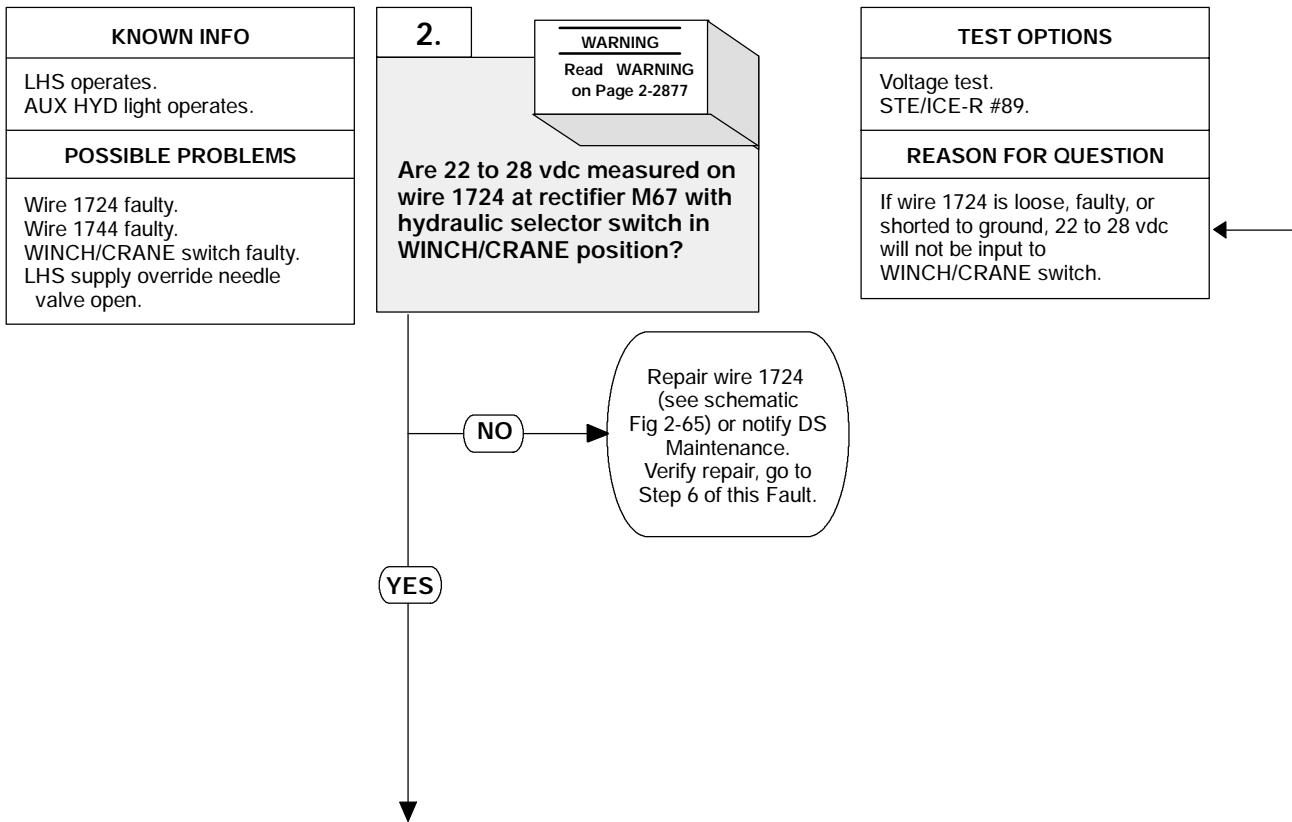 KNOWN INFO
LHS operates.
AUX HYD light operates.
POSSIBLE PROBLEMS
Wire 1724 faulty.
Wire 1744 faulty.
WINCH/CRANE switch faulty.
LHS supply override needle
valve open.
2.
WARNING
Read WARNING
on Page 2-2877
Are 22 to 28 vdc measured on
wire 1724 at rectifier M67 with
hydraulic selector switch in
WINCH/CRANE position?
TEST OPTIONS
Voltage test.
STE/ICE-R #89.
REASON FOR QUESTION
If wire 1724 is loose, faulty, or
shorted to ground, 22 to 28 vdc
will not be input to
WINCH/CRANE switch.
NO
Repair wire 1724
(see schematic
Fig 2-65) or notify DS
Maintenance.
Verify repair, go to
Step 6 of this Fault.
YES